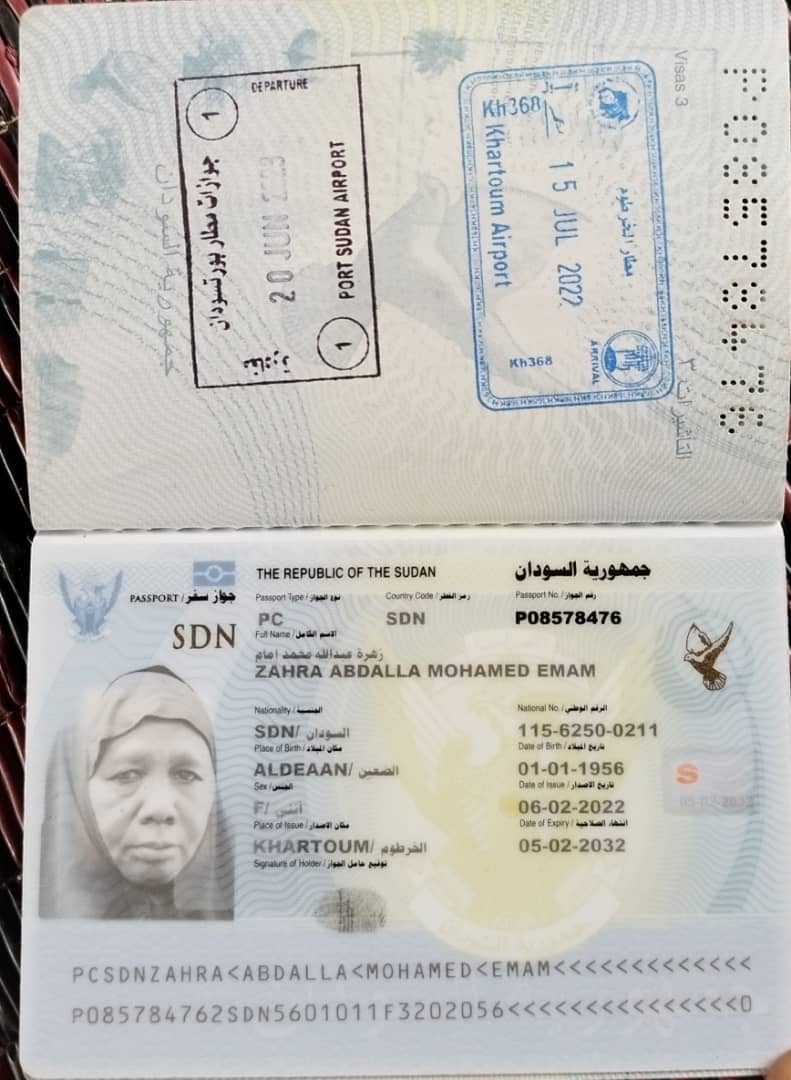 Visas 3
التأشيرات ٣
P08578476
DEPARTURE
1
جوازات مطار بورتسودان
20 JUN
PORT SUDAN AIRPORT
1
مغادرة
جمهورية السودان
Kh368
Khartoum Airport
15 JUL 2022
مطار الخرطوم
Kh368
ARRIVAL
THE REPUBLIC OF THE SUDAN جمهورية السودان
PASSPORT / جواز سفر
SDN
Passport Type / نوع الجواز Country Code / رمز القطر Passport No. / رقم الجواز
PC SDN P08578476
Full Name / الاسم الكامل
زهرة عبدالله محمد امام
ZAHRA ABDALLA MOHAMED EMAM
Nationality / الجنسية National No. / الرقم الوطني
SDN/ السودان 115-6250-0211
Place of Birth / مكان الميلاد Date of Birth / تاريخ الميلاد
ALDEAAN/ الضعين 01-01-1956
Sex / الجنس Date of Issue / تاريخ الاصدار
F/ أنثى 06-02-2022
Place of Issue / مكان الاصدار Date of Expiry / انتهاء الصلاحية
KHARTOUM/ الخرطوم 05-02-2032
Signature of Holder / توقيع حامل الجواز
S
05-02-2032
PCSDNZAHRA<ABDALLA<MOHAMED<EMAM<<<<<<<<<<<<<
P085784762SDN5601011F3202056<<<<<<<<<<<<<<<0